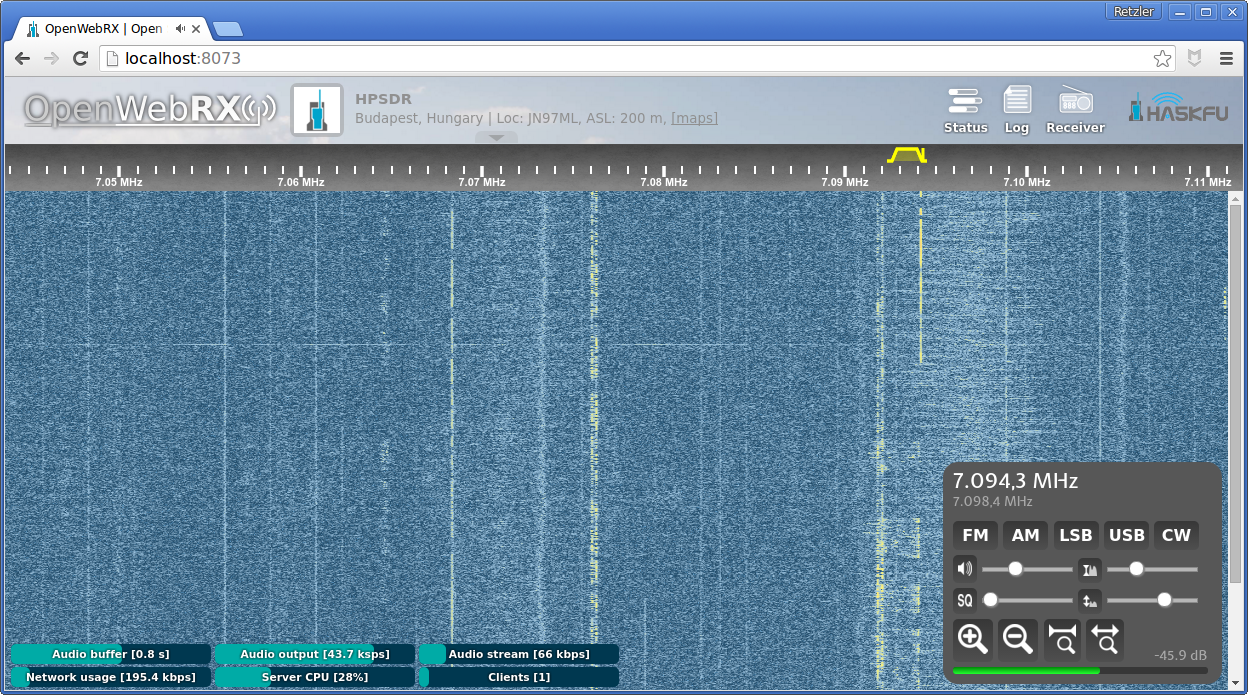 Retzler
OpenWebRX | Open
localhost:8073
OpenWebRX
HPSDR
Budapest, Hungary | Loc: JN97ML, ASL: 200 m, [maps]
Status Log Receiver
HASKFU
7.05 MHz 7.06 MHz 7.07 MHz 7.08 MHz 7.09 MHz 7.10 MHz 7.11 MHz
7.094,3 MHz
7.098,4 MHz
FM AM LSB USB CW
SQ
-45.9 dB
Audio buffer [0.8 s] Audio output [43.7 ksps] Audio stream [66 kbps]
Network usage [195.4 kbps] Server CPU [28%] Clients [1]